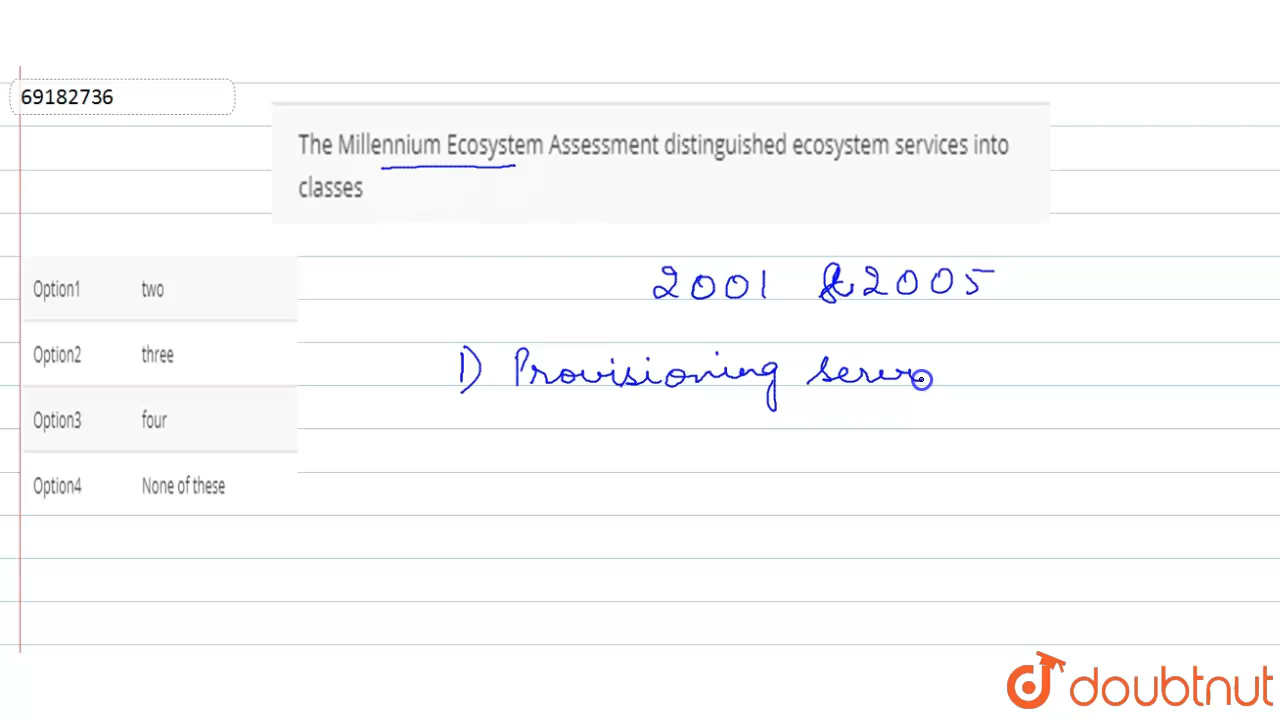 69182736
The Millennium Ecosystem Assessment distinguished ecosystem services into
classes
2001 & 2005
Option1 two
Option2 three
1) Provisioning serv
Option3 four
Option4 None of these
doubtnut